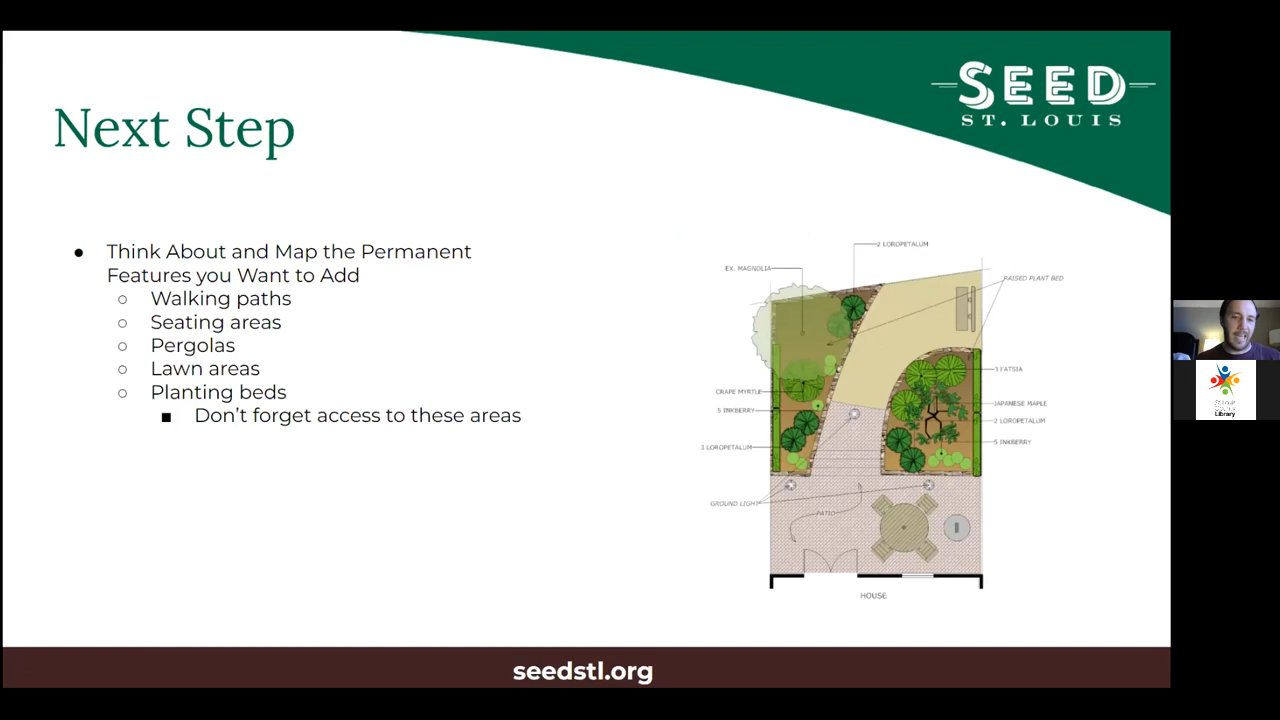 SEED
ST. LOUIS
Next Step
● Think About and Map the Permanent
Features you Want to Add
○ Walking paths
○ Seating areas
○ Pergolas
○ Lawn areas
○ Planting beds
■ Don't forget access to these areas
2 LOROPETALUM
EX. MAGNOLIA
RAISED PLANT BED
3 FATSIA
CRAPE MYRTLE
JAPANESE MAPLE
5 INKBERRY
2 LOROPETALUM
5 INKBERRY
3 LOROPETALUM
GROUND LIGHT
PATIO
HOUSE
seedstl.org
Library